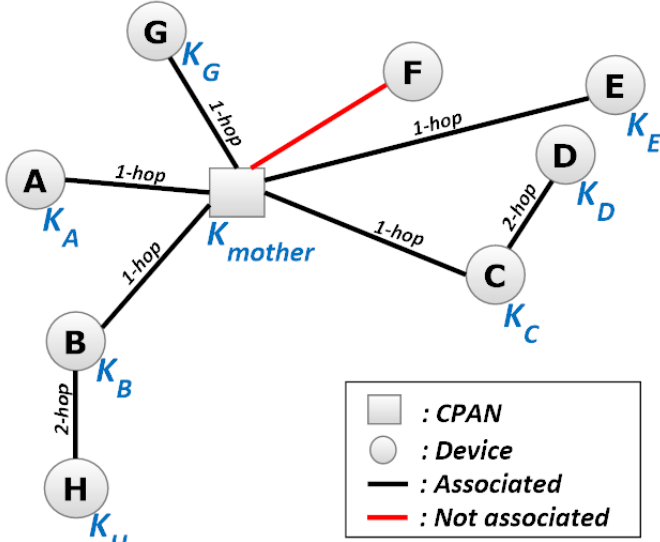 G
K_G
F
E
K_E
1-hop
1-hop
D
K_D
A
K_A
1-hop
K_mother
2-hop
1-hop
C
K_C
1-hop
B
K_B
2-hop
H
: CPAN
: Device
: Associated
: Not associated